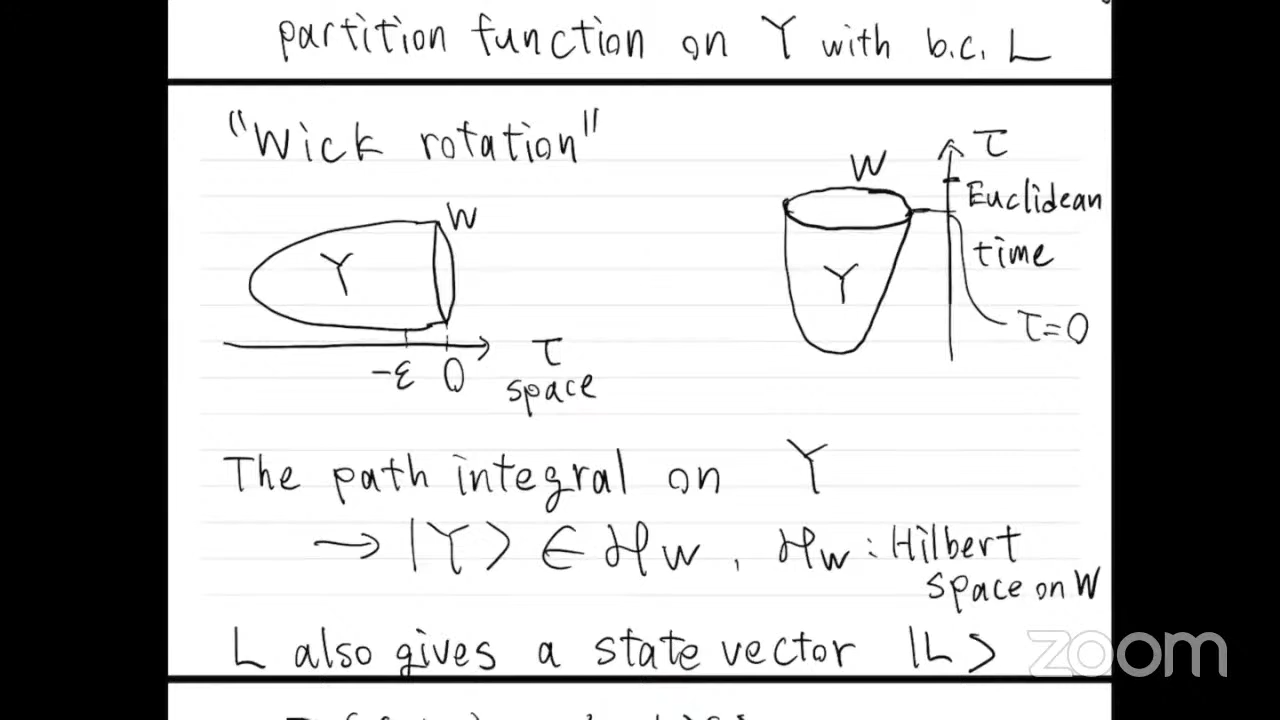 partition function on Y with b.c. L
"Wick rotation"
W
Y
-ε 0 τ
space
W
τ
Euclidean
time
Y
τ=0
The path integral on Y
→ |Y> ∈ ℋ_W , ℋ_W : Hilbert
space on W
L also gives a state vector |L>
zoom